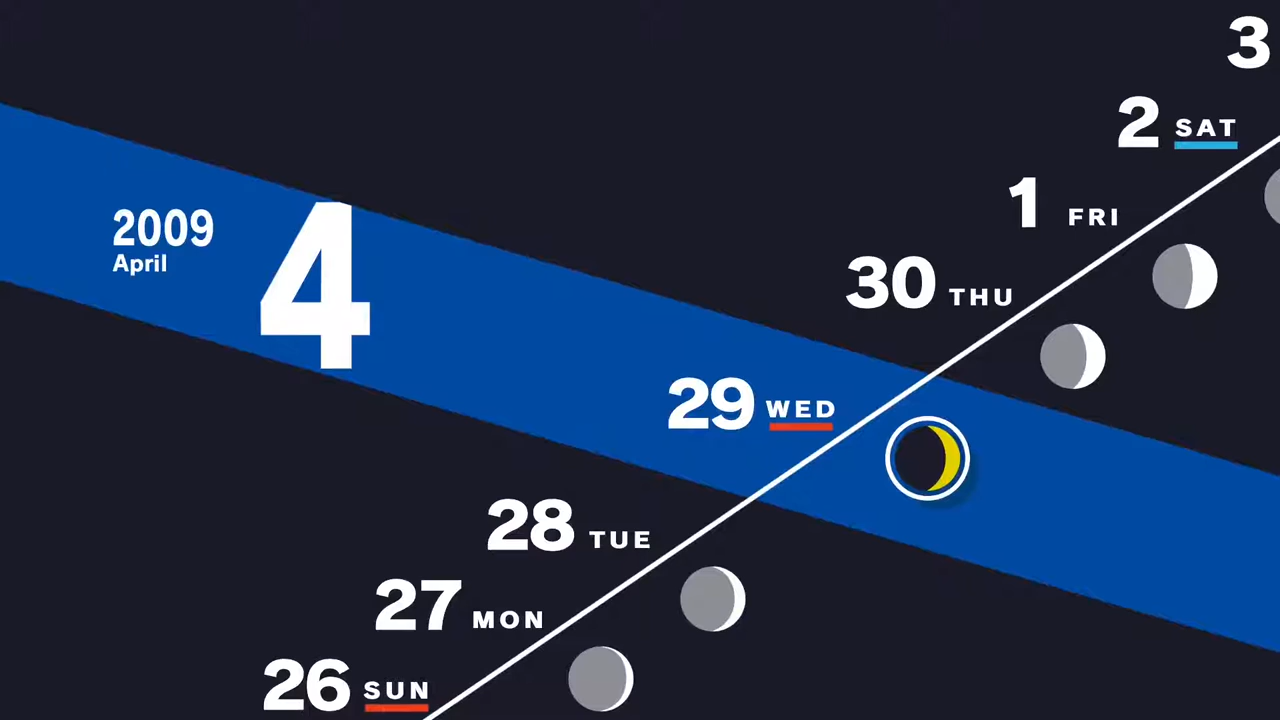 3
2 SAT
1 FRI
2009
April
4
30 THU
29 WED
28 TUE
27 MON
26 SUN